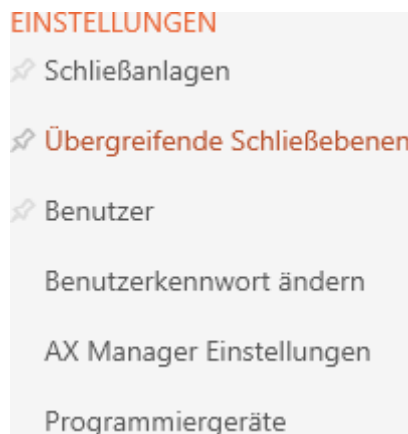 EINSTELLUNGEN
Schließanlagen
Übergreifende Schließebenen
Benutzer
Benutzerkennwort ändern
AX Manager Einstellungen
Programmiergeräte